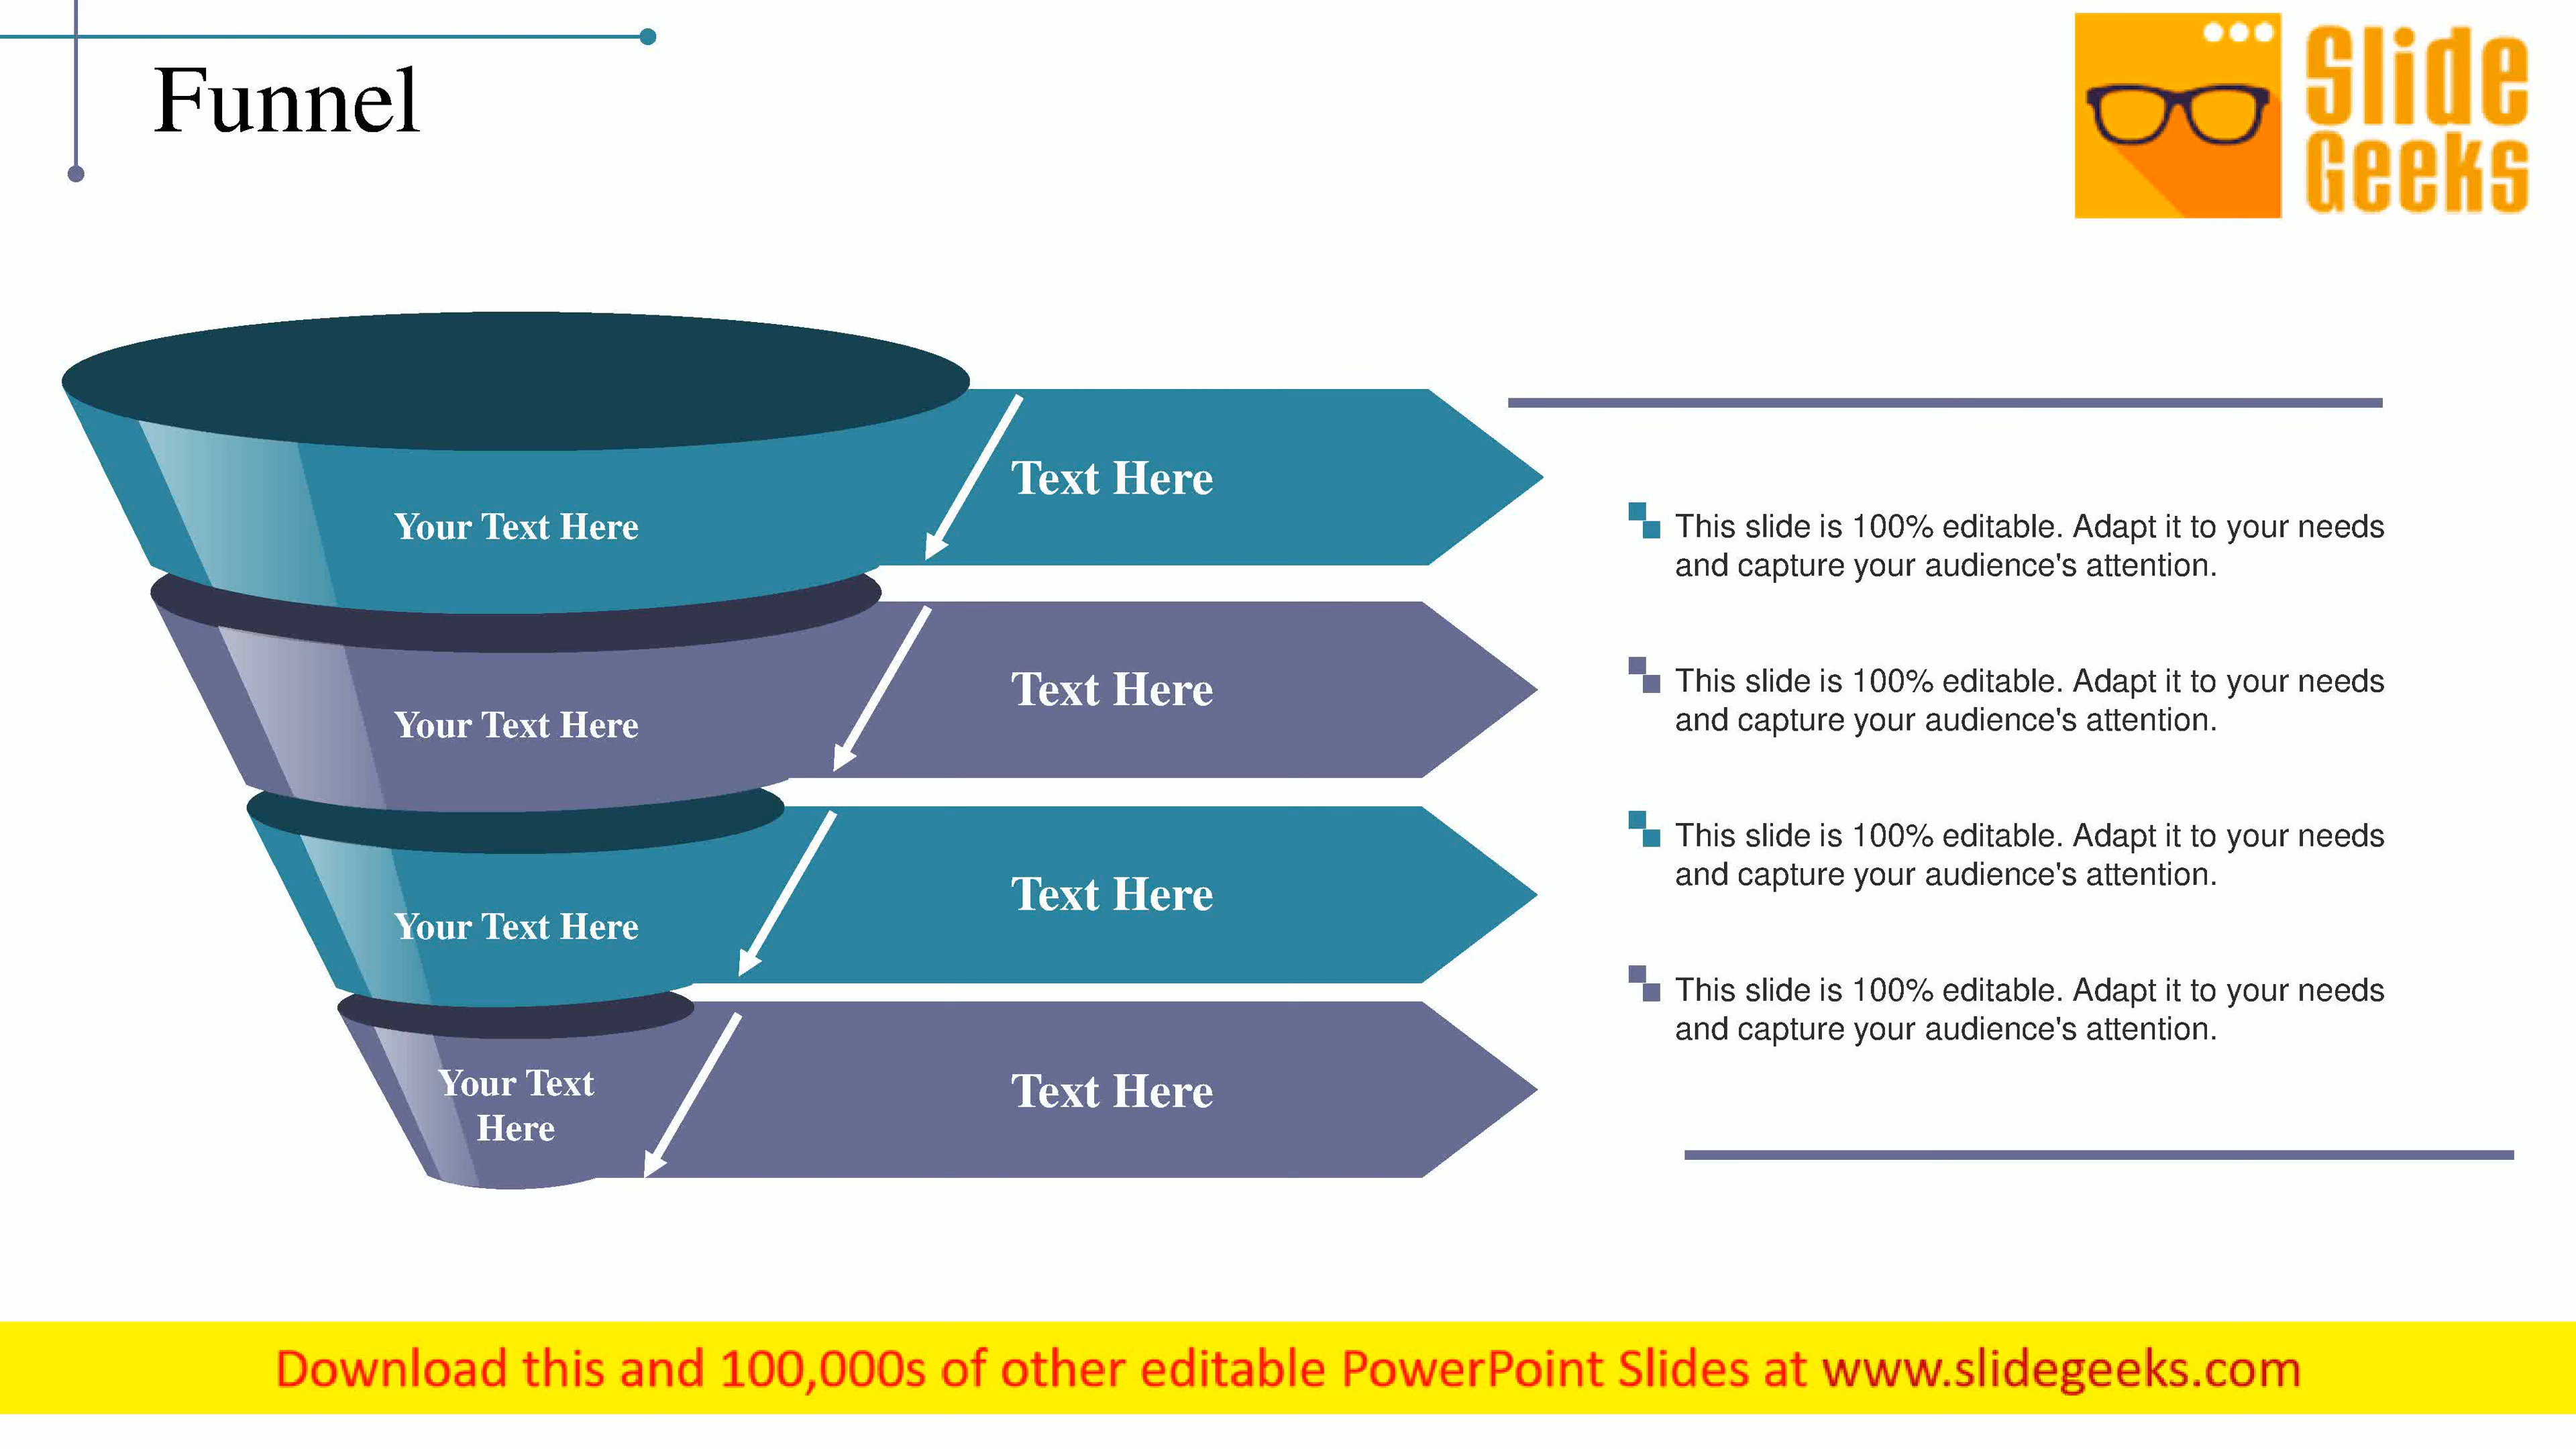 Funnel
Slide
Geeks
Your Text Here
Text Here
Your Text Here
Text Here
Your Text Here
Text Here
Your Text
Here
Text Here
This slide is 100% editable. Adapt it to your needs
and capture your audience's attention.
This slide is 100% editable. Adapt it to your needs
and capture your audience's attention.
This slide is 100% editable. Adapt it to your needs
and capture your audience's attention.
This slide is 100% editable. Adapt it to your needs
and capture your audience's attention.
Download this and 100,000s of other editable PowerPoint Slides at www.slidegeeks.com